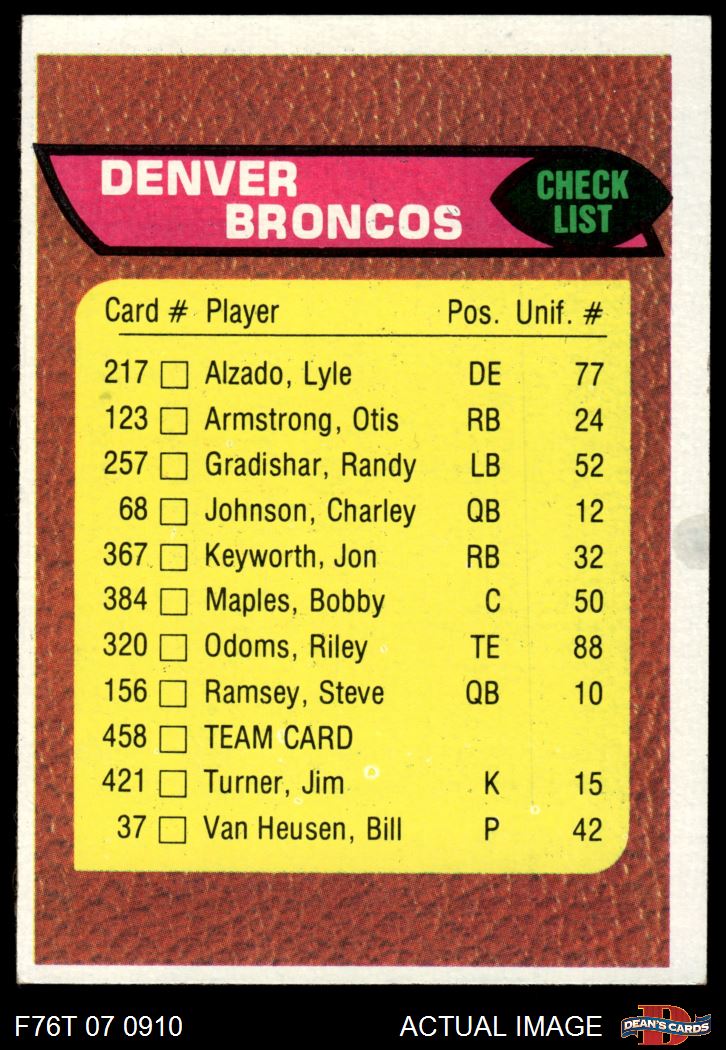 DENVER
BRONCOS
CHECK
LIST
Card # Player Pos. Unif. #
217 Alzado, Lyle DE 77
123 Armstrong, Otis RB 24
257 Gradishar, Randy LB 52
68 Johnson, Charley QB 12
367 Keyworth, Jon RB 32
384 Maples, Bobby C 50
320 Odoms, Riley TE 88
156 Ramsey, Steve QB 10
458 TEAM CARD
421 Turner, Jim K 15
37 Van Heusen, Bill P 42
F76T 07 0910 ACTUAL IMAGE
D
DEAN'S CARDS